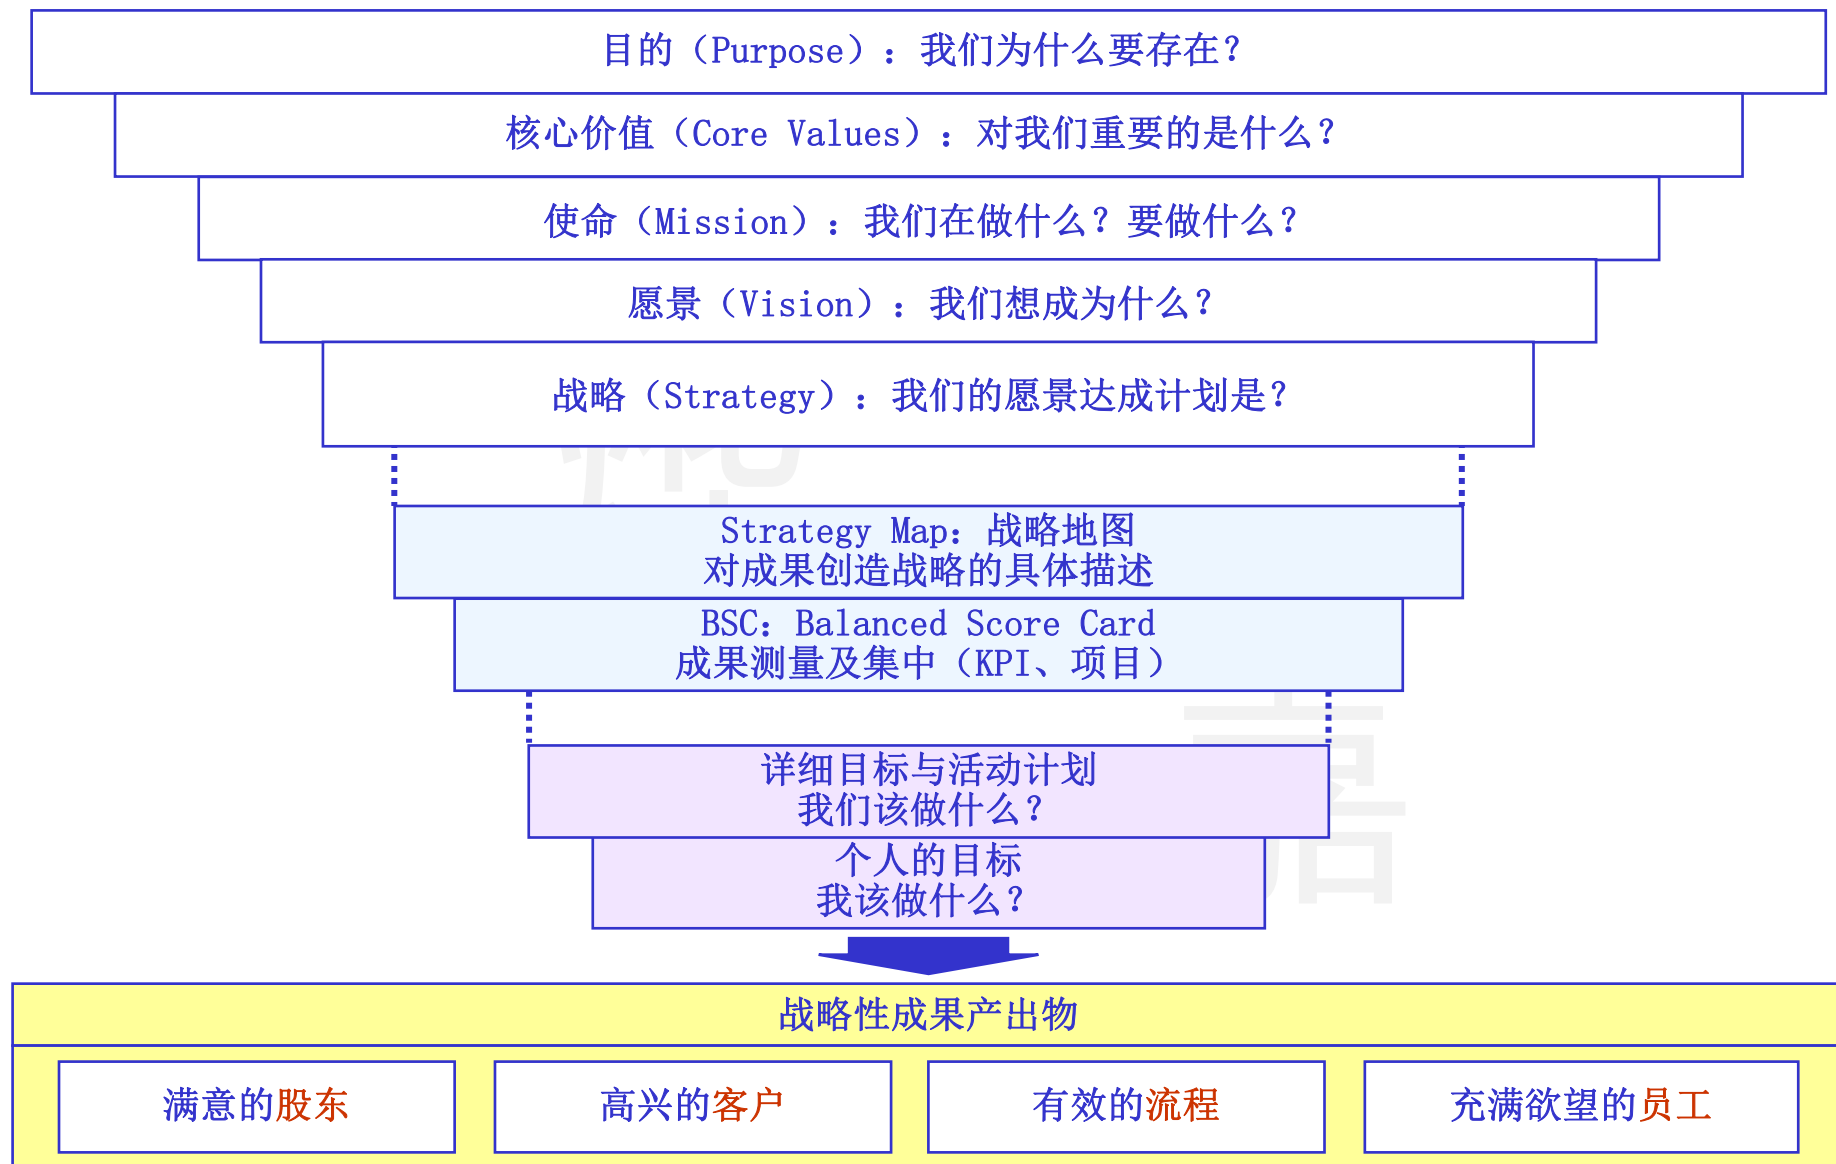 目的（Purpose）：我们为什么要存在？
核心价值（Core Values）：对我们重要的是什么？
使命（Mission）：我们在做什么？要做什么？
愿景（Vision）：我们想成为什么？
战略（Strategy）：我们的愿景达成计划是？
Strategy Map：战略地图
对成果创造战略的具体描述
BSC：Balanced Score Card
成果测量及集中（KPI、项目）
详细目标与活动计划
我们该做什么？
个人的目标
我该做什么？
战略性成果产出物
满意的股东
高兴的客户
有效的流程
充满欲望的员工